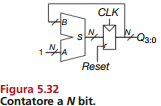 CLK
B
S
N
N
Q3:0
1
N
A
Reset
Figura 5.32
Contatore a N bit.